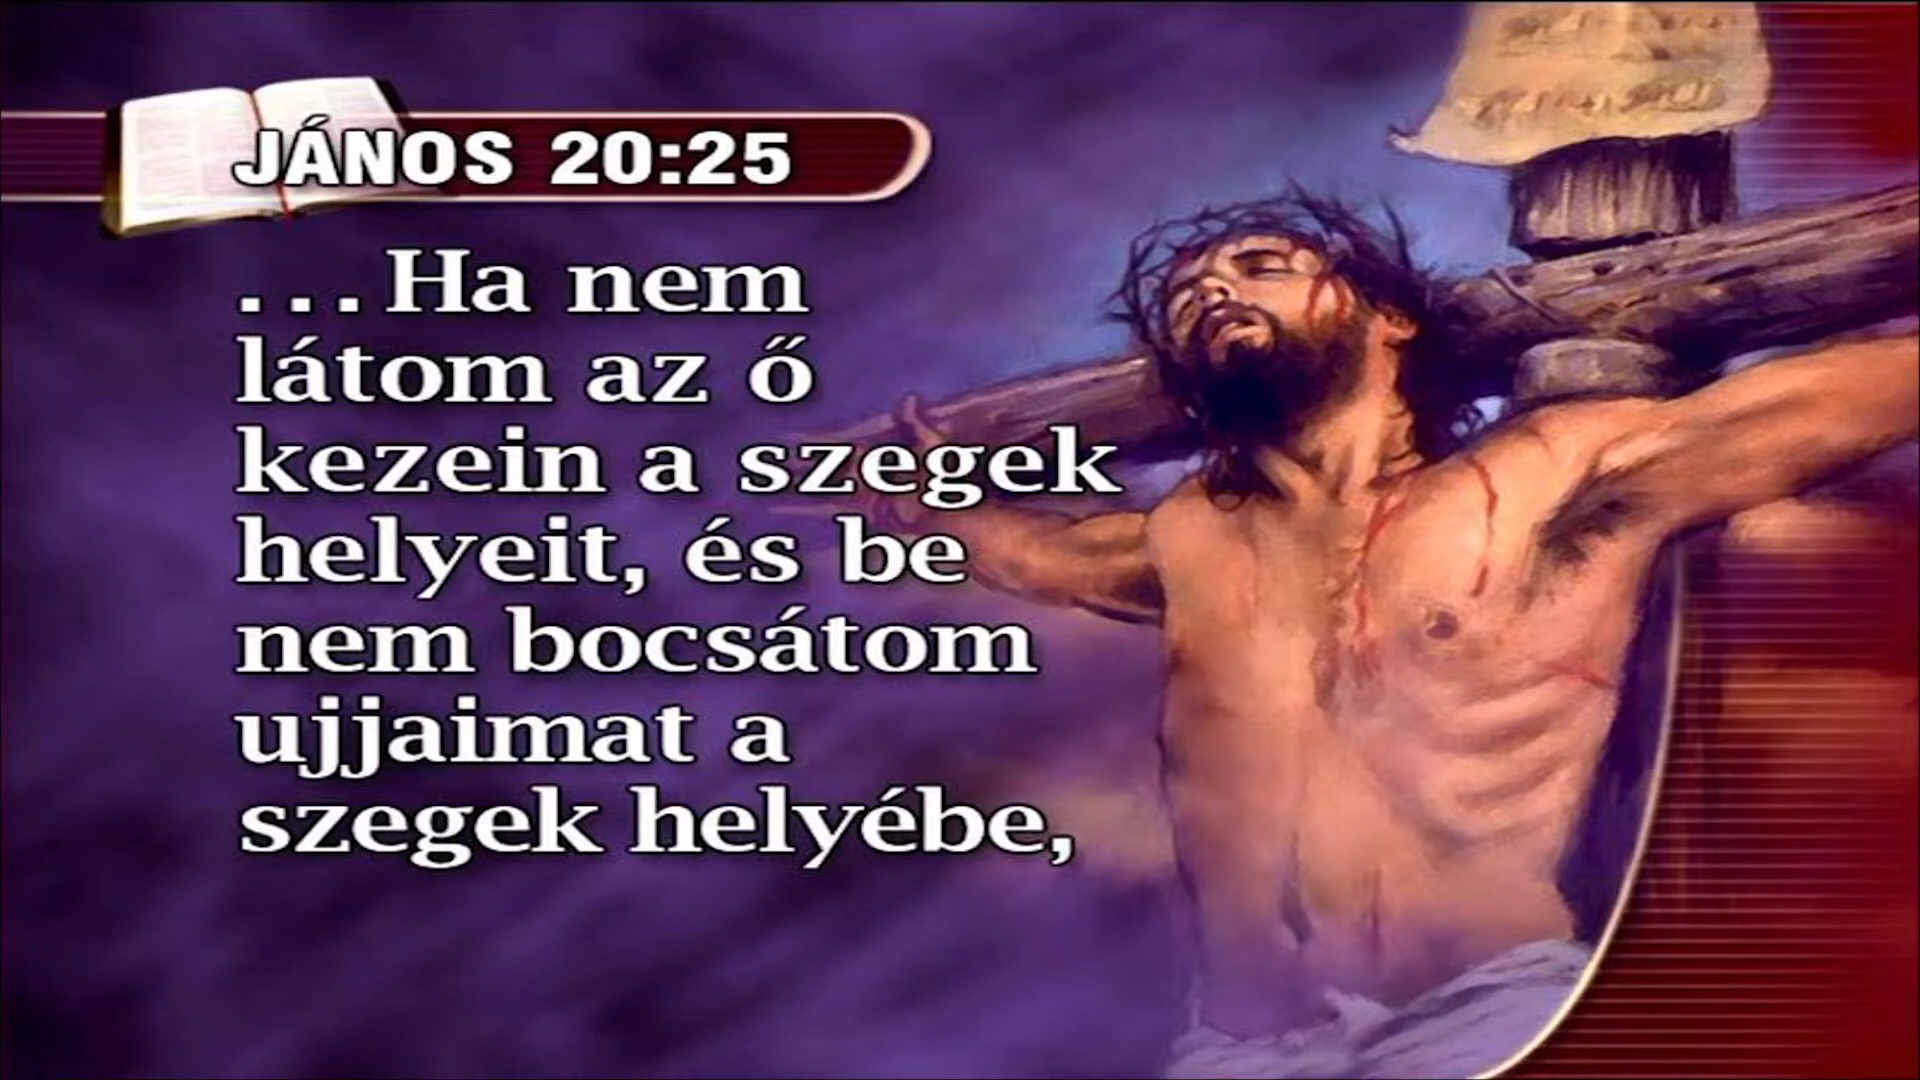 JÁNOS 20:25
...Ha nem
látom az ő
kezein a szegek
helyeit, és be
nem bocsátom
ujjaimat a
szegek helyébe,